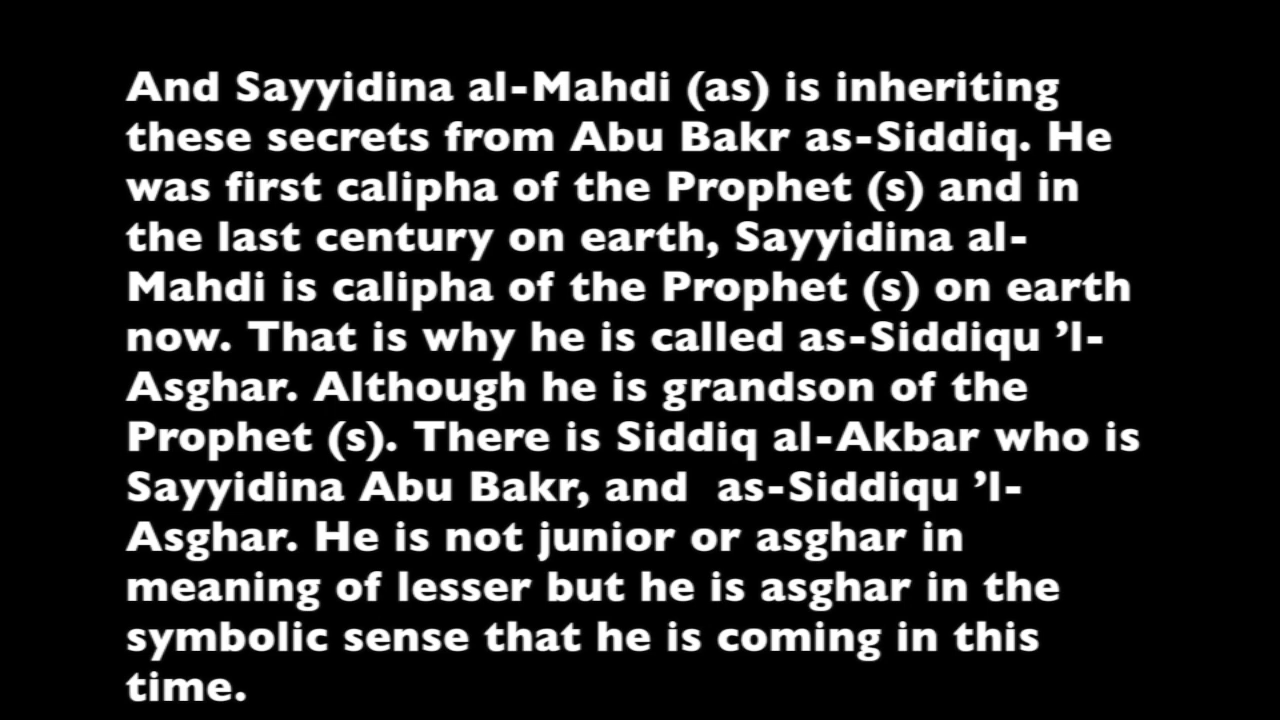 And Sayyidina al-Mahdi (as) is inheriting
these secrets from Abu Bakr as-Siddiq. He
was first calipha of the Prophet (s) and in
the last century on earth, Sayyidina al-
Mahdi is calipha of the Prophet (s) on earth
now. That is why he is called as-Siddiqu ’l-
Asghar. Although he is grandson of the
Prophet (s). There is Siddiq al-Akbar who is
Sayyidina Abu Bakr, and  as-Siddiqu ’l-
Asghar. He is not junior or asghar in
meaning of lesser but he is asghar in the
symbolic sense that he is coming in this
time.